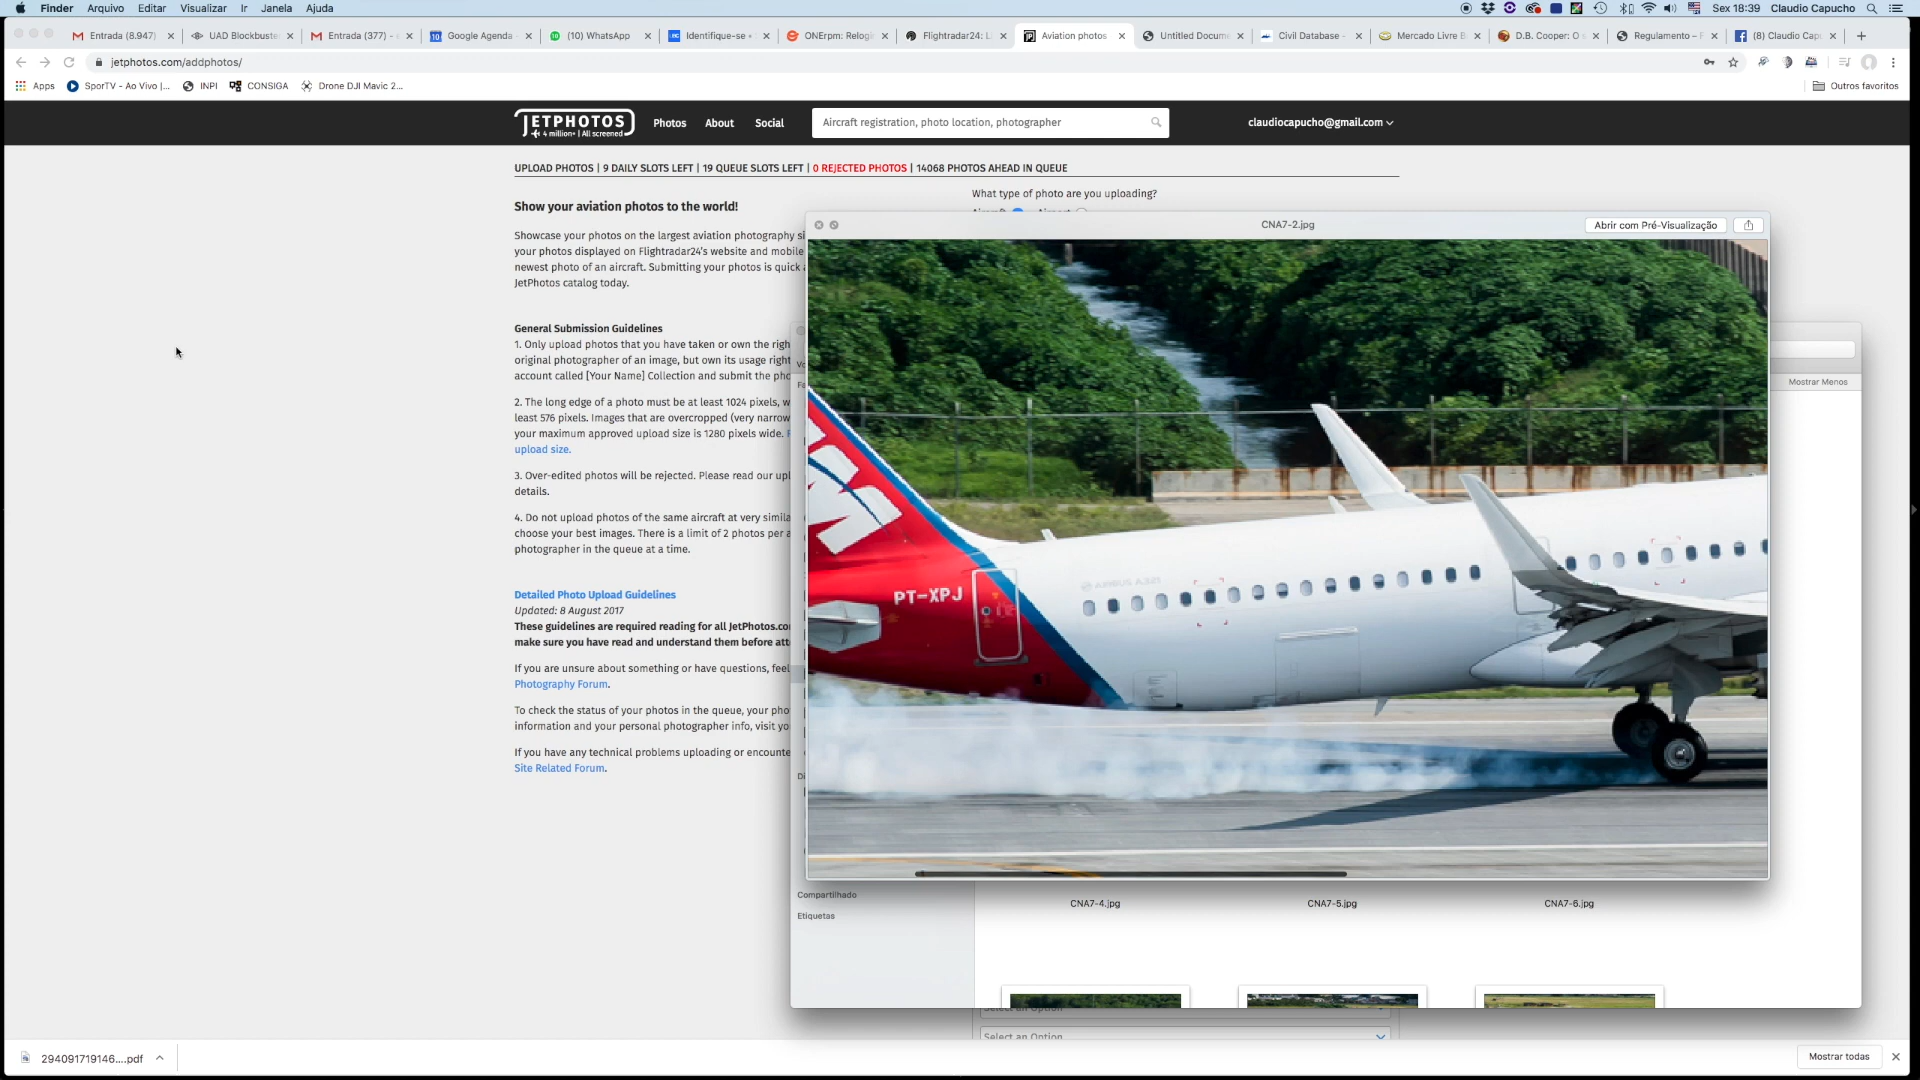 Finder Arquivo Editar Visualizar Ir Janela Ajuda Sex 18:39 Claudio Capucho
Entrada (8.947) UAD Blockbuste Entrada (377) - Google Agenda (10) WhatsApp Identifique-se ONErpm: Relogi Flightradar24: L Aviation photos Untitled Docume Civil Database - Mercado Livre B D.B. Cooper: O s Regulamento – (8) Claudio Cap
jetphotos.com/addphotos/
Apps SporTV - Ao Vivo |... INPI CONSIGA Drone DJI Mavic 2... Outros favoritos
JETPHOTOS
4 million+ | All screened
Photos About Social Aircraft registration, photo location, photographer claudiocapucho@gmail.com
UPLOAD PHOTOS | 9 DAILY SLOTS LEFT | 19 QUEUE SLOTS LEFT | 0 REJECTED PHOTOS | 14068 PHOTOS AHEAD IN QUEUE
What type of photo are you uploading?
Show your aviation photos to the world!
Showcase your photos on the largest aviation photography si
your photos displayed on Flightradar24's website and mobile
newest photo of an aircraft. Submitting your photos is quick
JetPhotos catalog today.
General Submission Guidelines
1. Only upload photos that you have taken or own the righ
original photographer of an image, but own its usage right
account called [Your Name] Collection and submit the pho
2. The long edge of a photo must be at least 1024 pixels, w
least 576 pixels. Images that are overcropped (very narrow
your maximum approved upload size is 1280 pixels wide.
upload size.
3. Over-edited photos will be rejected. Please read our upl
details.
4. Do not upload photos of the same aircraft at very simila
choose your best images. There is a limit of 2 photos per a
photographer in the queue at a time.
Detailed Photo Upload Guidelines
Updated: 8 August 2017
These guidelines are required reading for all JetPhotos.co
make sure you have read and understand them before att
If you are unsure about something or have questions, feel
Photography Forum.
To check the status of your photos in the queue, your pho
information and your personal photographer info, visit yo
If you have any technical problems uploading or encounte
Site Related Forum.
CNA7-2.jpg
Abrir com Pré-Visualização
PT-XPJ
Mostrar Menos
Compartilhado
Etiquetas
CNA7-4.jpg CNA7-5.jpg CNA7-6.jpg
Select an Option
Select an Option
294091719146....pdf
Mostrar todas